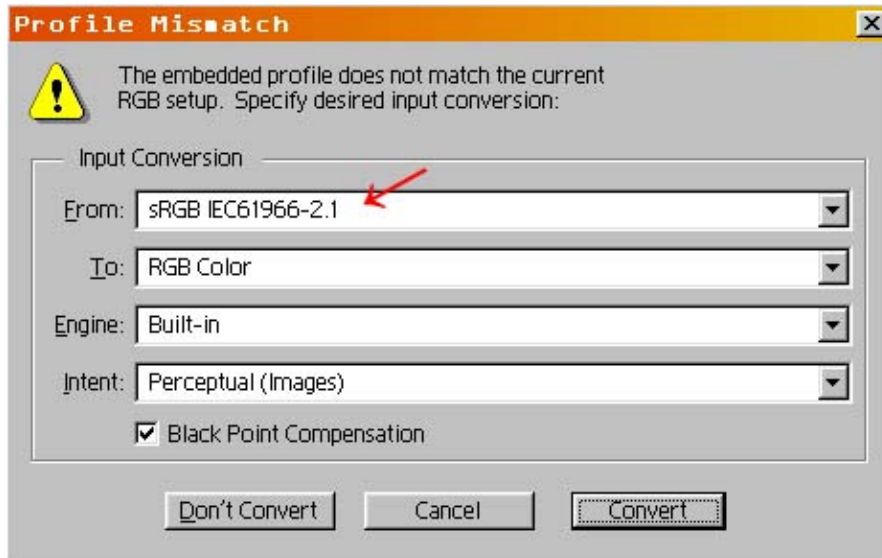 Profile Mismatch
The embedded profile does not match the current
RGB setup. Specify desired input conversion:
Input Conversion
From: sRGB IEC61966-2.1
To: RGB Color
Engine: Built-in
Intent: Perceptual (Images)
Black Point Compensation
Don't Convert Cancel Convert